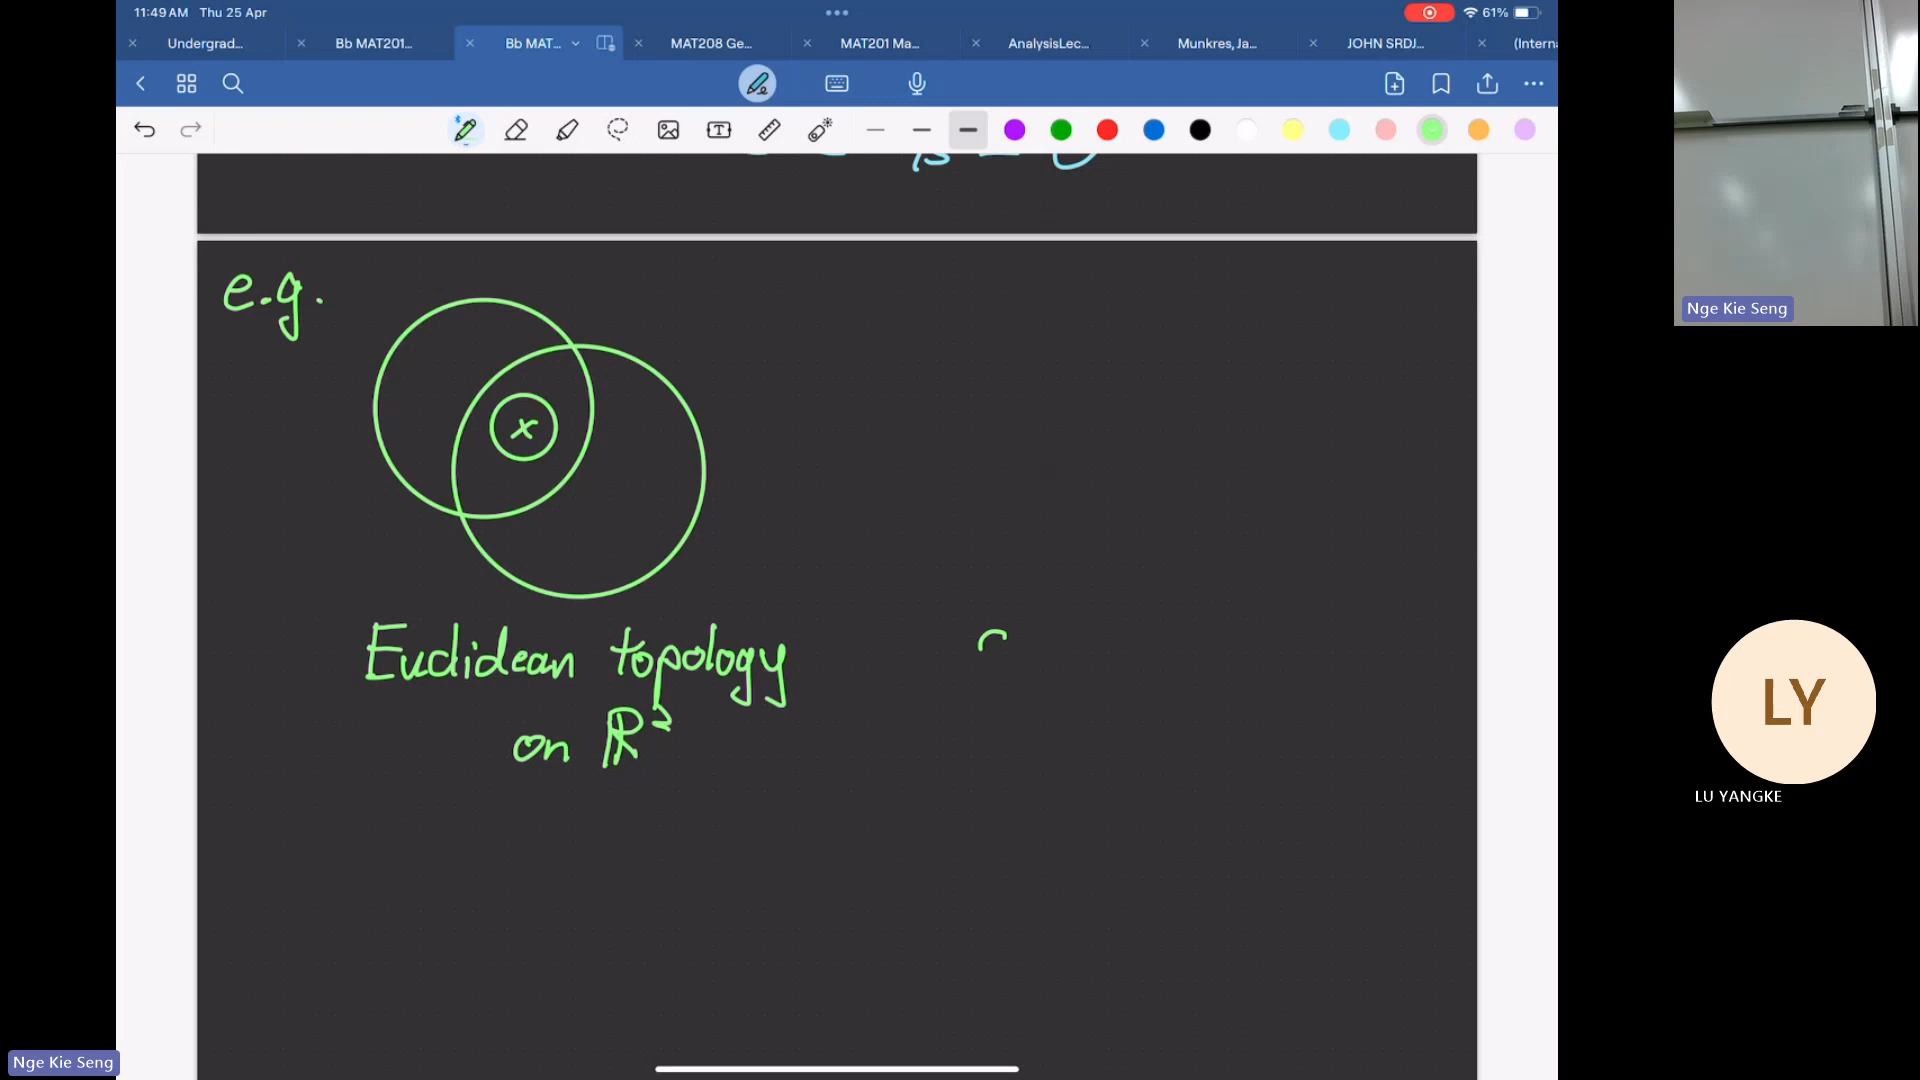 11:49 AM Thu 25 Apr
61%
Undergrad...
Bb MAT201...
Bb MAT...
MAT208 Ge...
MAT201 Ma...
AnalysisLec...
Munkres, Ja...
JOHN SRDJ...
(Intern
e.g.
x
Euclidean topology
on ℝ²
Nge Kie Seng
LY
LU YANGKE
Nge Kie Seng